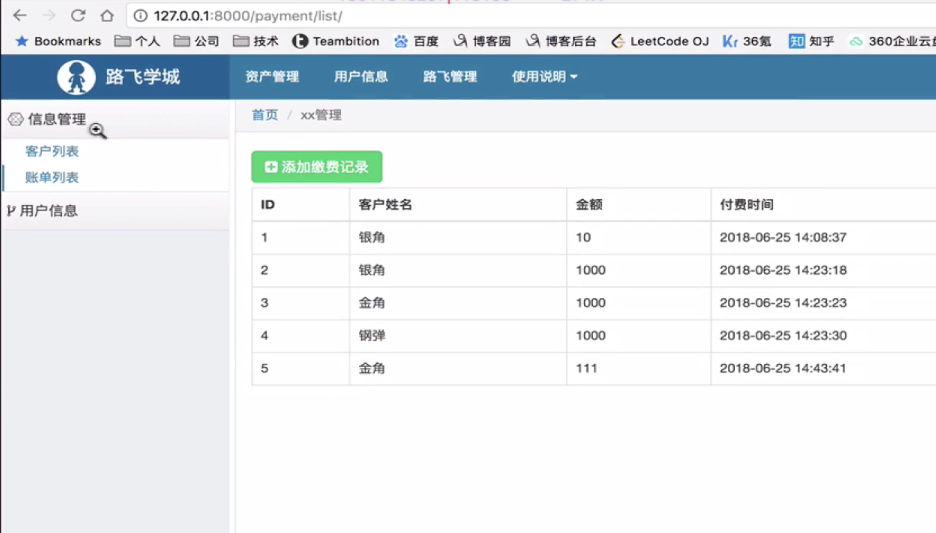 127.0.0.1:8000/payment/list/
Bookmarks 个人 公司 技术 Teambition 百度 博客园 博客后台 LeetCode OJ 36氪 知乎 360企业云
路飞学城 资产管理 用户信息 路飞管理 使用说明
信息管理
客户列表
账单列表
用户信息
首页 / xx管理
添加缴费记录
ID 客户姓名 金额 付费时间
1 银角 10 2018-06-25 14:08:37
2 银角 1000 2018-06-25 14:23:18
3 金角 1000 2018-06-25 14:23:23
4 钢弹 1000 2018-06-25 14:23:30
5 金角 111 2018-06-25 14:43:41